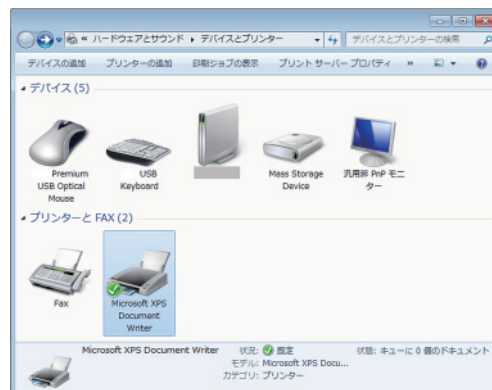 « ハードウェアとサウンド ▸ デバイスとプリンター
デバイスとプリンターの検索
デバイスの追加 プリンターの追加 印刷ジョブの表示 プリント サーバー プロパティ »
デバイス (5)
Premium
USB Optical
Mouse
USB
Keyboard
Mass Storage
Device
汎用非 PnP モニ
ター
プリンターと FAX (2)
Fax
Microsoft XPS
Document
Writer
Microsoft XPS Document Writer 状況: 既定 状態: キューに 0 個のドキュメント
モデル: Microsoft XPS Docu...
カテゴリ: プリンター